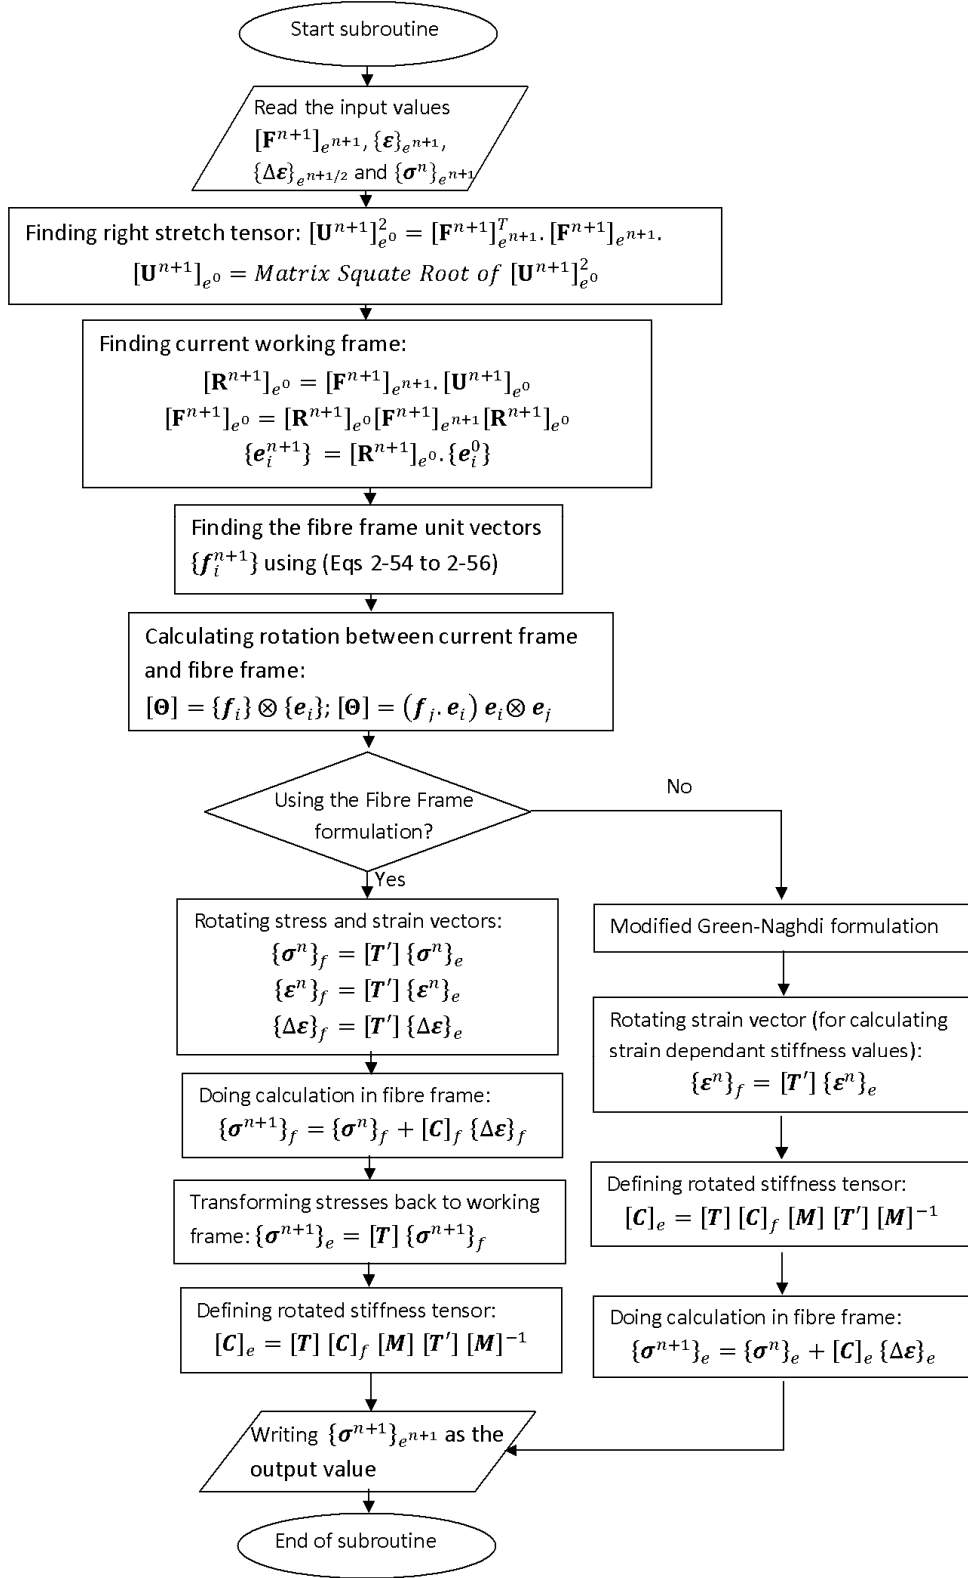 Start subroutine
Read the input values
[F^{n+1}]_{e^{n+1}}, {ε}_{e^{n+1}},
{Δε}_{e^{n+1/2}} and {σ^n}_{e^{n+1}}
Finding right stretch tensor: [U^{n+1}]^2_{e^0} = [F^{n+1}]^T_{e^{n+1}}. [F^{n+1}]_{e^{n+1}}.
[U^{n+1}]_{e^0} = Matrix Squate Root of [U^{n+1}]^2_{e^0}
Finding current working frame:
[R^{n+1}]_{e^0} = [F^{n+1}]_{e^{n+1}}. [U^{n+1}]_{e^0}
[F^{n+1}]_{e^0} = [R^{n+1}]_{e^0}[F^{n+1}]_{e^{n+1}}[R^{n+1}]_{e^0}
{e_i^{n+1}} = [R^{n+1}]_{e^0}. {e_i^0}
Finding the fibre frame unit vectors
{f_i^{n+1}} using (Eqs 2-54 to 2-56)
Calculating rotation between current frame
and fibre frame:
[Θ] = {f_i} ⊗ {e_i}; [Θ] = (f_j. e_i) e_i ⊗ e_j
Using the Fibre Frame
formulation?
No
Yes
Rotating stress and strain vectors:
{σ^n}_f = [T′] {σ^n}_e
{ε^n}_f = [T′] {ε^n}_e
{Δε}_f = [T′] {Δε}_e
Doing calculation in fibre frame:
{σ^{n+1}}_f = {σ^n}_f + [C]_f {Δε}_f
Transforming stresses back to working
frame: {σ^{n+1}}_e = [T] {σ^{n+1}}_f
Defining rotated stiffness tensor:
[C]_e = [T] [C]_f [M] [T′] [M]^{-1}
Modified Green-Naghdi formulation
Rotating strain vector (for calculating
strain dependant stiffness values):
{ε^n}_f = [T′] {ε^n}_e
Defining rotated stiffness tensor:
[C]_e = [T] [C]_f [M] [T′] [M]^{-1}
Doing calculation in fibre frame:
{σ^{n+1}}_e = {σ^n}_e + [C]_e {Δε}_e
Writing {σ^{n+1}}_{e^{n+1}} as the
output value
End of subroutine